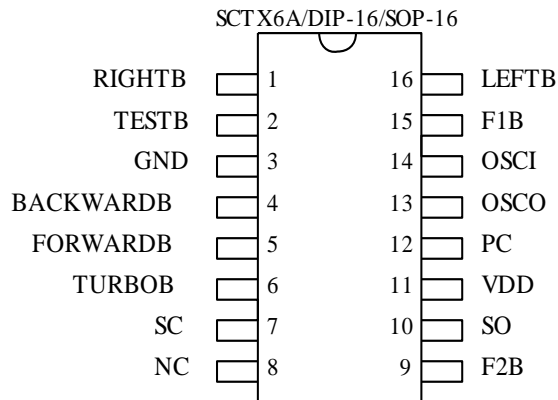 SCTX6A/DIP-16/SOP-16
RIGHTB 1 16 LEFTB
TESTB 2 15 F1B
GND 3 14 OSCI
BACKWARDB 4 13 OSCO
FORWARDB 5 12 PC
TURBOB 6 11 VDD
SC 7 10 SO
NC 8 9 F2B